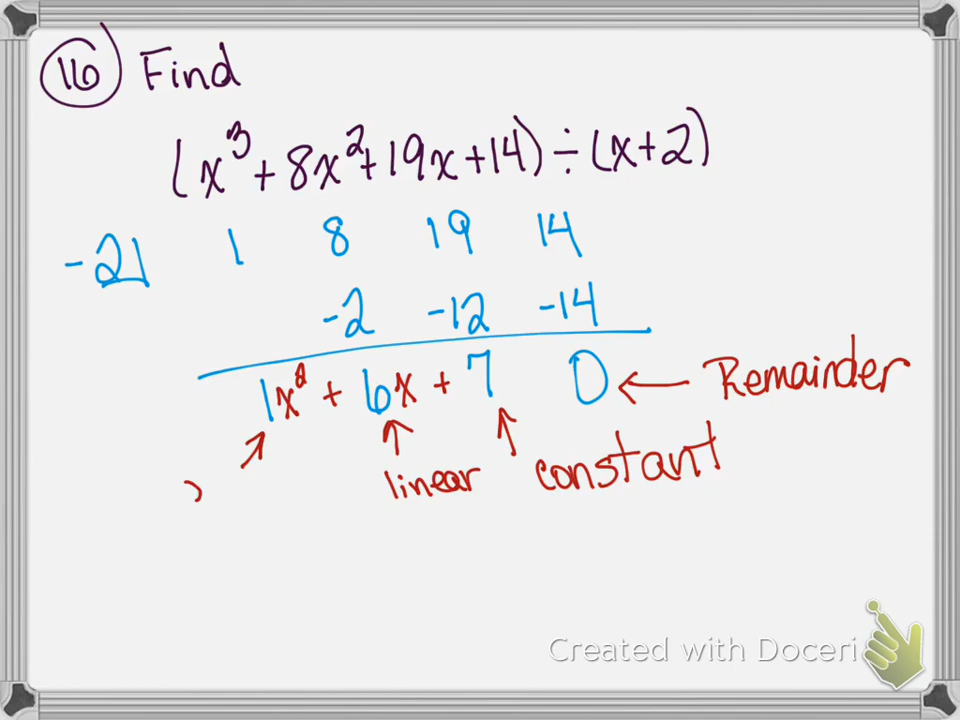 16 Find
(x³ + 8x² + 19x + 14) ÷ (x + 2)
-2| 1 8 19 14
-2 -12 -14
1x² + 6x + 7 0 ← Remainder
linear constant
Created with Doceri